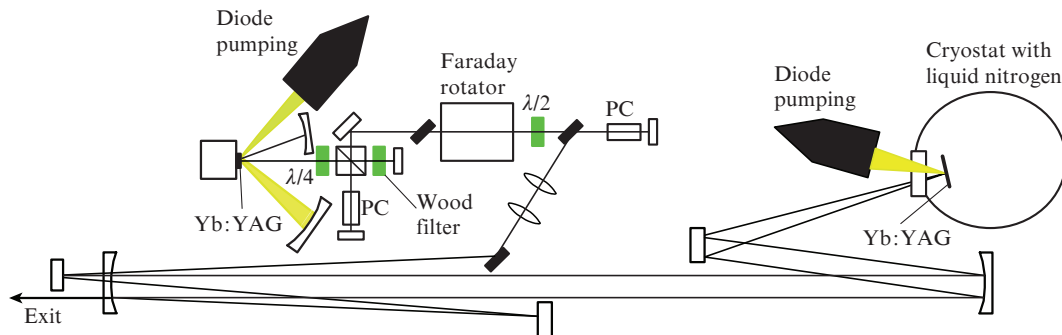 Diode
pumping
Faraday
rotator
λ/2
PC
Diode
pumping
Cryostat with
liquid nitrogen
λ/4
PC
Wood
filter
Yb:YAG
Yb:YAG
Exit